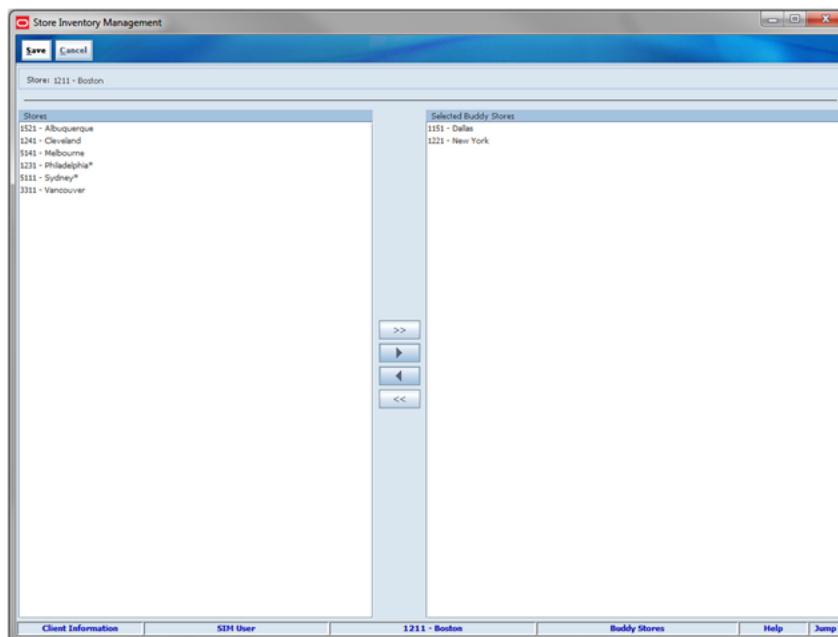 Store Inventory Management
Save Cancel
Store: 1211 - Boston
Stores
1521 - Albuquerque
1241 - Cleveland
5141 - Melbourne
1231 - Philadelphia*
5111 - Sydney*
3311 - Vancouver
>>
<<
Selected Buddy Stores
1151 - Dallas
1221 - New York
Client Information SIM User 1211 - Boston Buddy Stores Help Jump